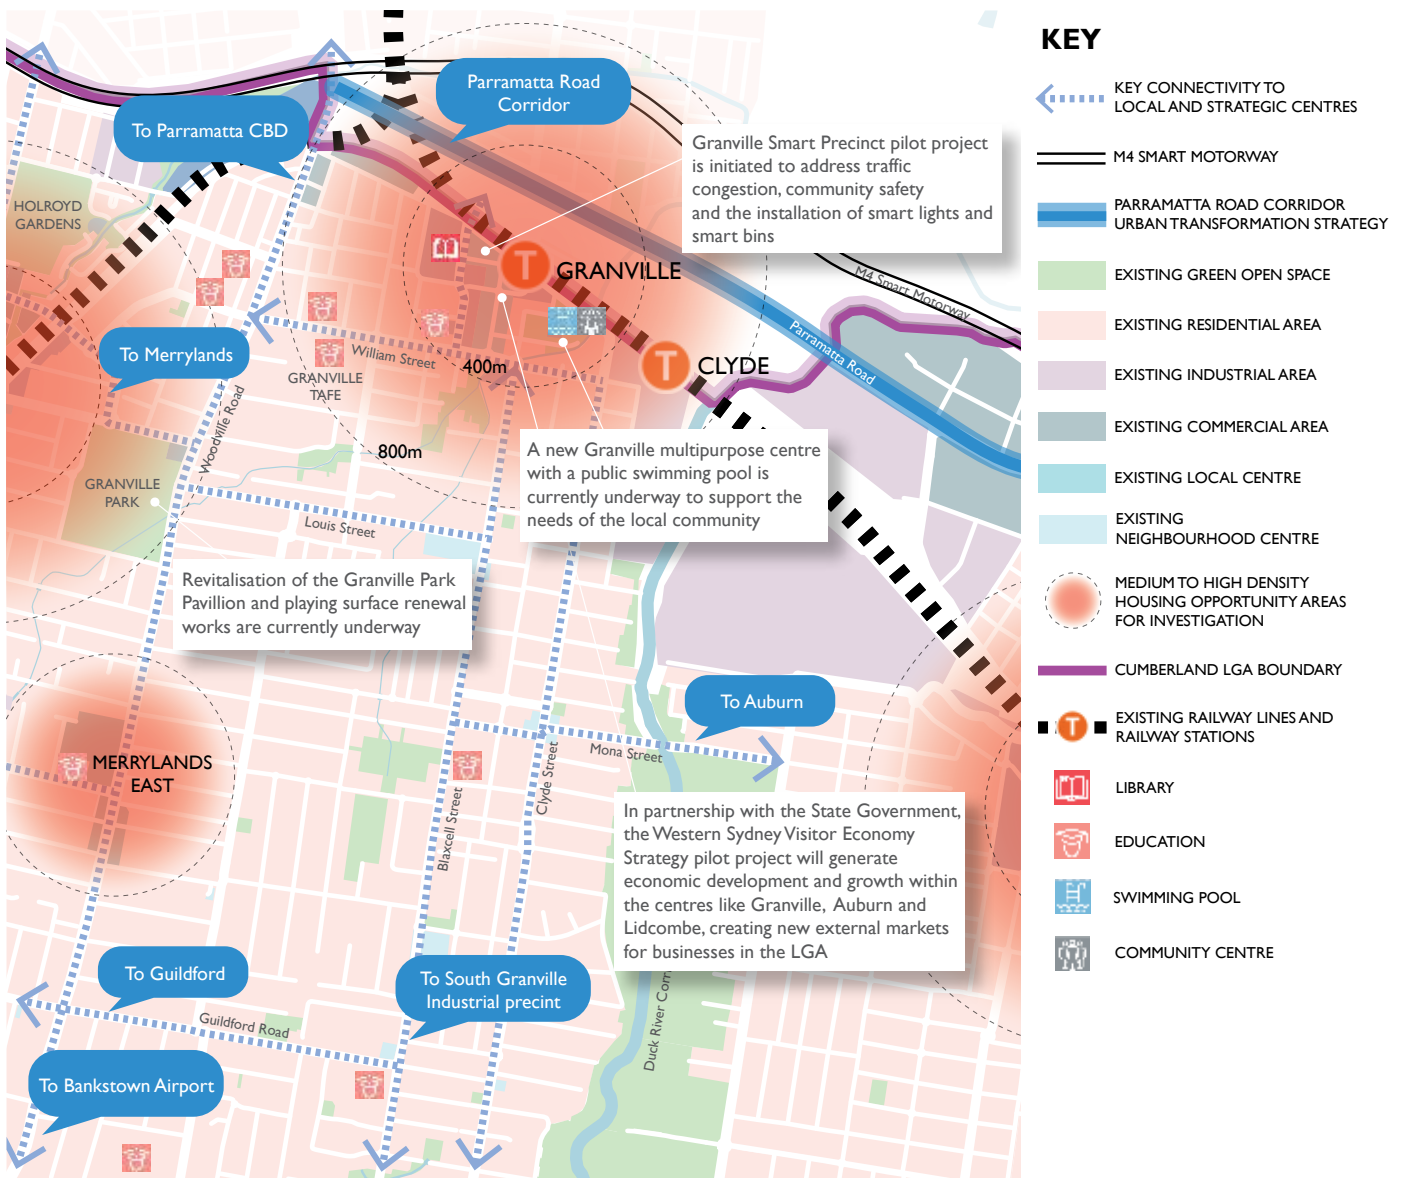 Parramatta Road
Corridor
To Parramatta CBD
Granville Smart Precinct pilot project
is initiated to address traffic
congestion, community safety
and the installation of smart lights and
smart bins
HOLROYD
GARDENS
T
GRANVILLE
M4 Smart Motorway
To Merrylands
William Street
GRANVILLE
TAFE
400m
T
CLYDE
Parramatta Road
Woodville Road
800m
A new Granville multipurpose centre
with a public swimming pool is
currently underway to support the
needs of the local community
GRANVILLE
PARK
Louis Street
Revitalisation of the Granville Park
Pavillion and playing surface renewal
works are currently underway
To Auburn
Mona Street
MERRYLANDS
EAST
Clyde Street
Blaxcell Street
In partnership with the State Government,
the Western Sydney Visitor Economy
Strategy pilot project will generate
economic development and growth within
the centres like Granville, Auburn and
Lidcombe, creating new external markets
for businesses in the LGA
To Guildford
To South Granville
Industrial precint
Guildford Road
Duck River Corr
To Bankstown Airport
KEY
KEY CONNECTIVITY TO
LOCAL AND STRATEGIC CENTRES
M4 SMART MOTORWAY
PARRAMATTA ROAD CORRIDOR
URBAN TRANSFORMATION STRATEGY
EXISTING GREEN OPEN SPACE
EXISTING RESIDENTIAL AREA
EXISTING INDUSTRIAL AREA
EXISTING COMMERCIAL AREA
EXISTING LOCAL CENTRE
EXISTING
NEIGHBOURHOOD CENTRE
MEDIUM TO HIGH DENSITY
HOUSING OPPORTUNITY AREAS
FOR INVESTIGATION
CUMBERLAND LGA BOUNDARY
T
EXISTING RAILWAY LINES AND
RAILWAY STATIONS
LIBRARY
EDUCATION
SWIMMING POOL
COMMUNITY CENTRE